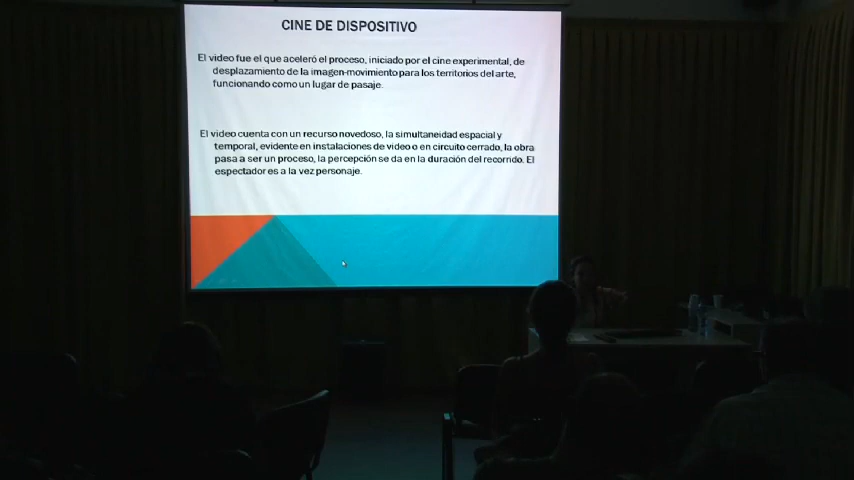 CINE DE DISPOSITIVO
El video fue el que aceleró el proceso, iniciado por el cine experimental, de
desplazamiento de la imagen-movimiento para los territorios del arte,
funcionando como un lugar de pasaje.
El video cuenta con un recurso novedoso, la simultaneidad espacial y
temporal, evidente en instalaciones de video o en circuito cerrado, la obra
pasa a ser un proceso, la percepción se da en la duración del recorrido. El
espectador es a la vez personaje.